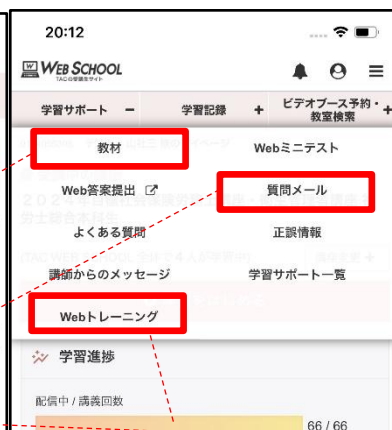 20:12
WEB SCHOOL
TACの受講生サイト
学習サポート − 学習記録 + ビデオブース予約・教室検索 +
教材 Webミニテスト
Web答案提出 質問メール
よくある質問 正誤情報
講師からのメッセージ 学習サポート一覧
Webトレーニング
学習進捗
配信中 / 講義回数
66 / 66